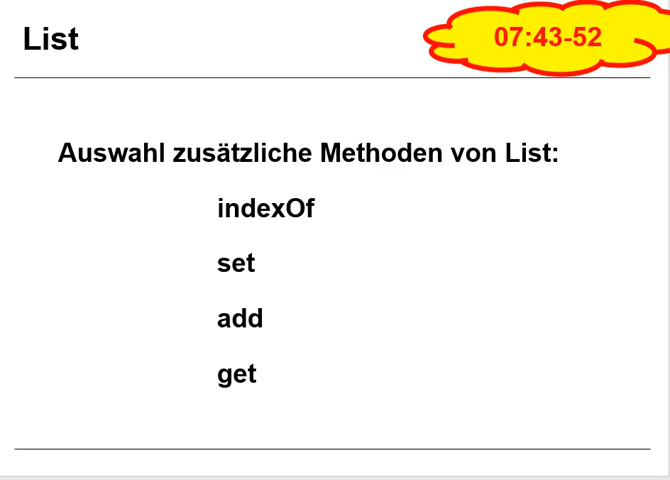 List
07:43-52
Auswahl zusätzliche Methoden von List:
indexOf
set
add
get